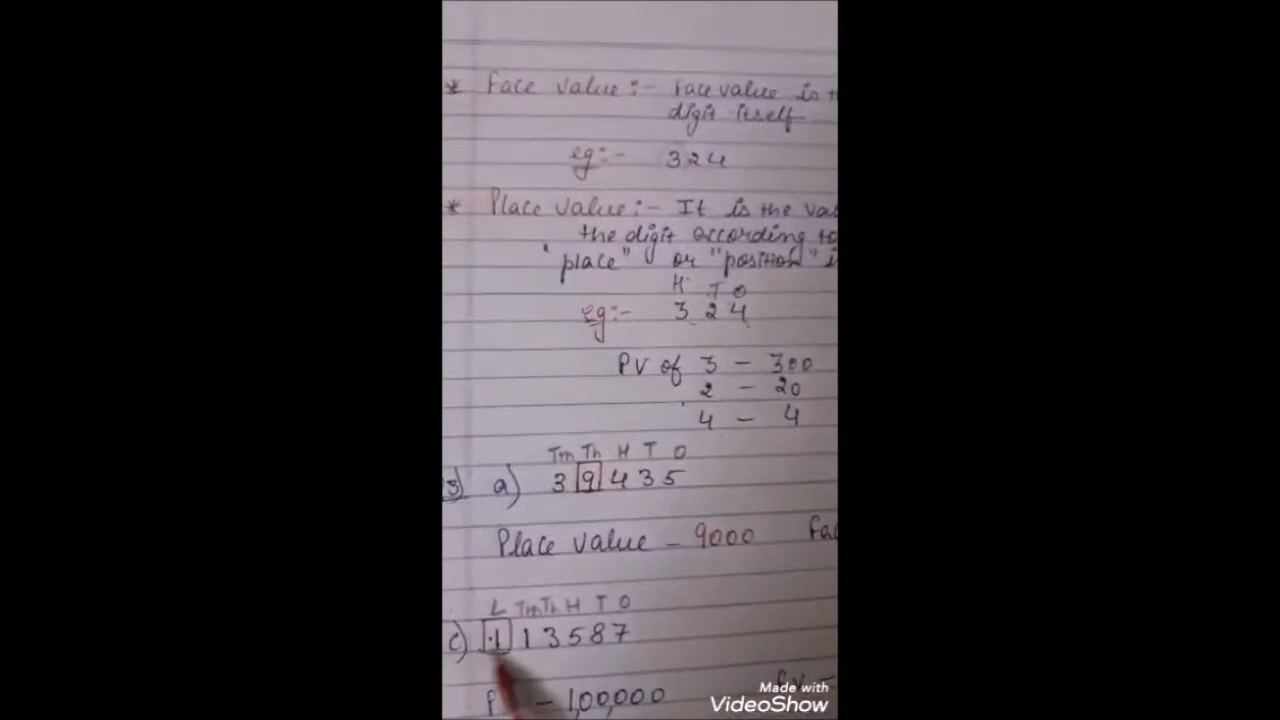 * Face value :- Face value is
digit itself
eg :- 324
* Place value :- It is the
the digit according to
"place" or "position"
H T O
eg :- 3 2 4
PV of 3 - 300
2 - 20
4 - 4
Tth Th H T O
3) a) 3 9 4 3 5
Place value - 9000
L Tth Th H T O
c) 1 1 3 5 8 7
P - 1,00,000
Made with
VideoShow